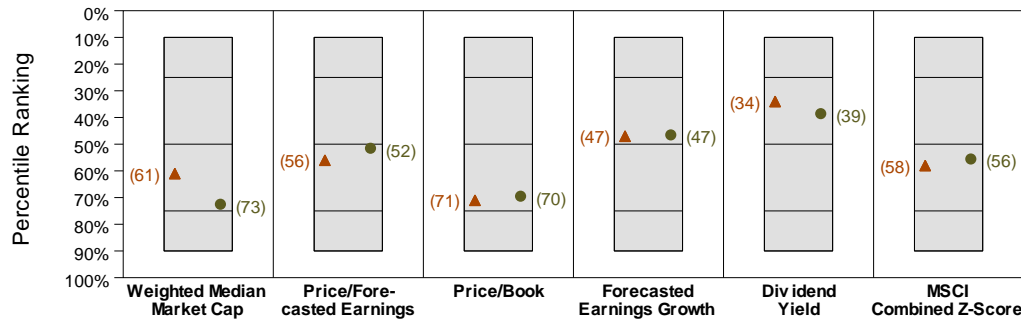 Percentile Ranking
0%
10%
20%
30%
40%
50%
60%
70%
80%
90%
100%
(61)
(73)
(56)
(52)
(71)
(70)
(47)
(47)
(34)
(39)
(58)
(56)
Weighted Median
Market Cap
Price/Fore-
casted Earnings
Price/Book
Forecasted
Earnings Growth
Dividend
Yield
MSCI
Combined Z-Score